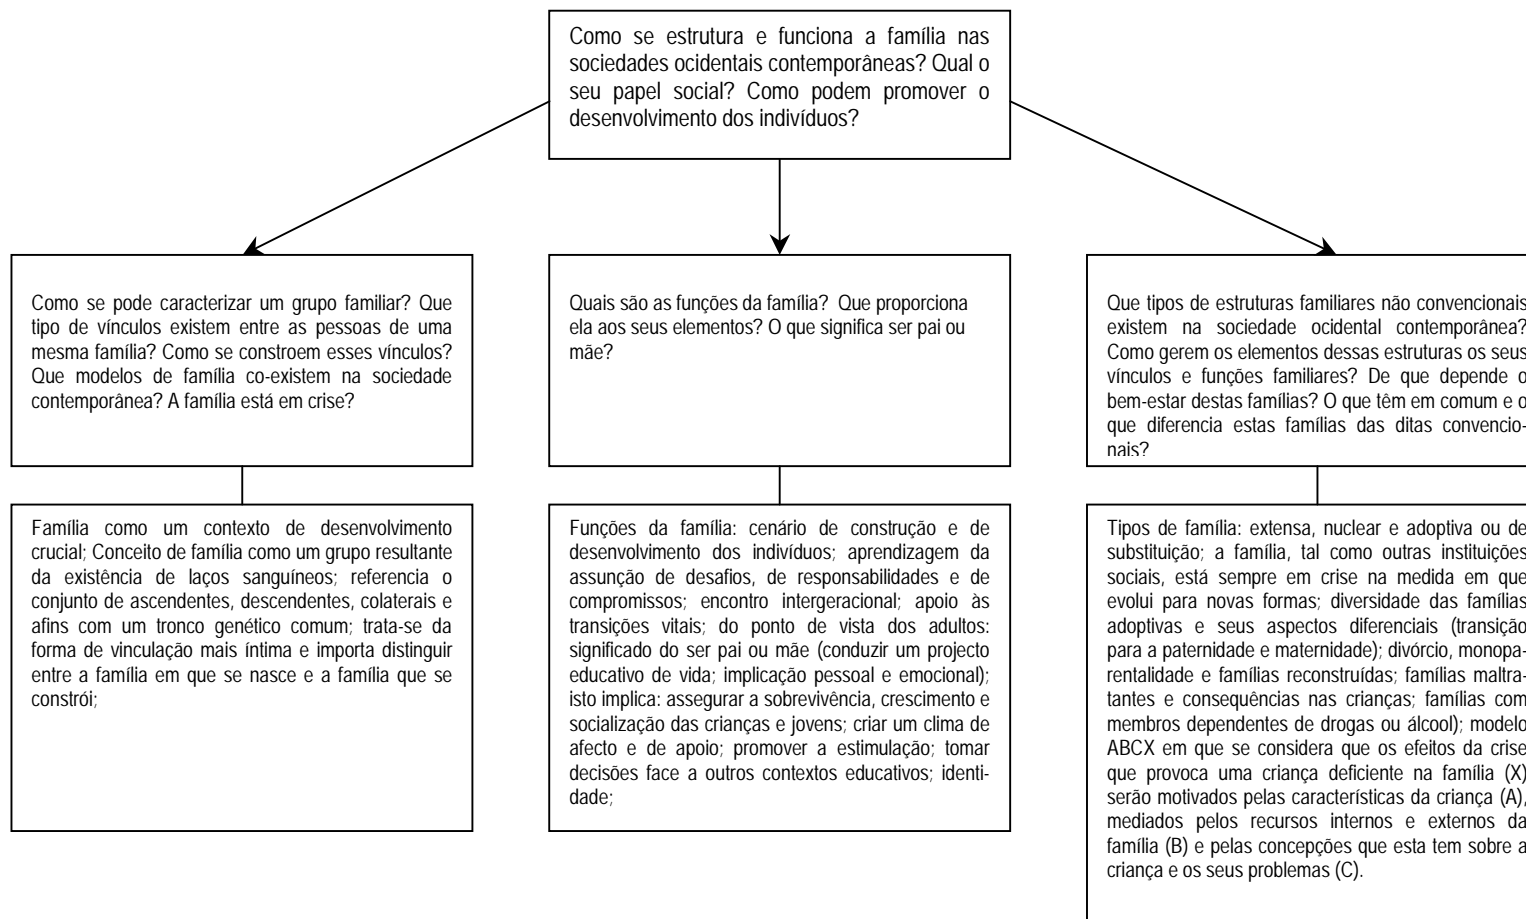 Como se estrutura e funciona a família nas
sociedades ocidentais contemporâneas? Qual o
seu papel social? Como podem promover o
desenvolvimento dos indivíduos?
Como se pode caracterizar um grupo familiar? Que
tipo de vínculos existem entre as pessoas de uma
mesma família? Como se constroem esses vínculos?
Que modelos de família co-existem na sociedade
contemporânea? A família está em crise?
Quais são as funções da família? Que proporciona
ela aos seus elementos? O que significa ser pai ou
mãe?
Que tipos de estruturas familiares não convencionais
existem na sociedade ocidental contemporânea?
Como gerem os elementos dessas estruturas os seus
vínculos e funções familiares? De que depende o
bem-estar destas famílias? O que têm em comum e o
que diferencia estas famílias das ditas convencio-
nais?
Família como um contexto de desenvolvimento
crucial; Conceito de família como um grupo resultante
da existência de laços sanguíneos; referencia o
conjunto de ascendentes, descendentes, colaterais e
afins com um tronco genético comum; trata-se da
forma de vinculação mais íntima e importa distinguir
entre a família em que se nasce e a família que se
constrói;
Funções da família: cenário de construção e de
desenvolvimento dos indivíduos; aprendizagem da
assunção de desafios, de responsabilidades e de
compromissos; encontro intergeracional; apoio às
transições vitais; do ponto de vista dos adultos:
significado do ser pai ou mãe (conduzir um projecto
educativo de vida; implicação pessoal e emocional);
isto implica: assegurar a sobrevivência, crescimento e
socialização das crianças e jovens; criar um clima de
afecto e de apoio; promover a estimulação; tomar
decisões face a outros contextos educativos; identi-
dade;
Tipos de família: extensa, nuclear e adoptiva ou de
substituição; a família, tal como outras instituições
sociais, está sempre em crise na medida em que
evolui para novas formas; diversidade das famílias
adoptivas e seus aspectos diferenciais (transição
para a paternidade e maternidade); divórcio, monopa-
rentalidade e famílias reconstruídas; famílias maltra-
tantes e consequências nas crianças; famílias com
membros dependentes de drogas ou álcool); modelo
ABCX em que se considera que os efeitos da crise
que provoca uma criança deficiente na família (X)
serão motivados pelas características da criança (A),
mediados pelos recursos internos e externos da
família (B) e pelas concepções que esta tem sobre a
criança e os seus problemas (C).